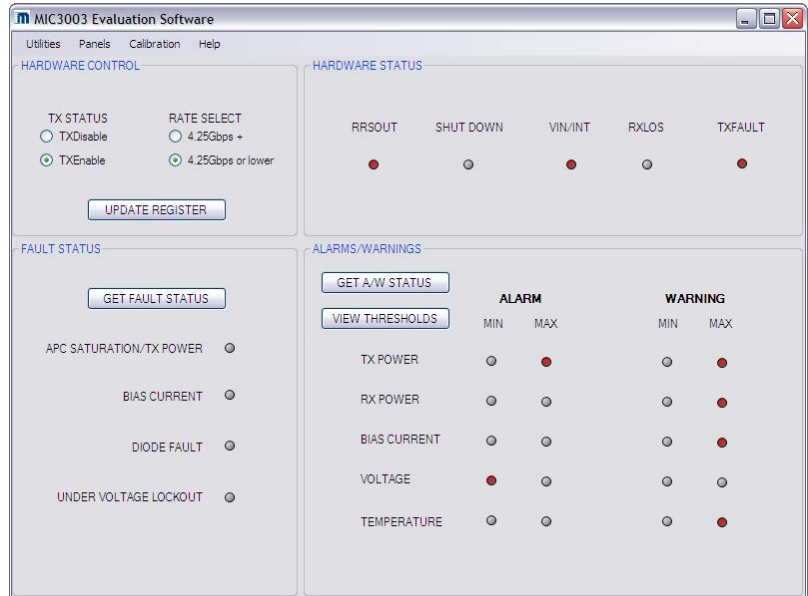 MIC3003 Evaluation Software
Utilities Panels Calibration Help
HARDWARE CONTROL
TX STATUS RATE SELECT
TXDisable 4.25Gbps +
TXEnable 4.25Gbps or lower
UPDATE REGISTER
HARDWARE STATUS
RRSOUT SHUT DOWN VIN/INT RXLOS TXFAULT
FAULT STATUS
GET FAULT STATUS
APC SATURATION/TX POWER
BIAS CURRENT
DIODE FAULT
UNDER VOLTAGE LOCKOUT
ALARMS/WARNINGS
GET A/W STATUS
VIEW THRESHOLDS
ALARM WARNING
MIN MAX MIN MAX
TX POWER
RX POWER
BIAS CURRENT
VOLTAGE
TEMPERATURE